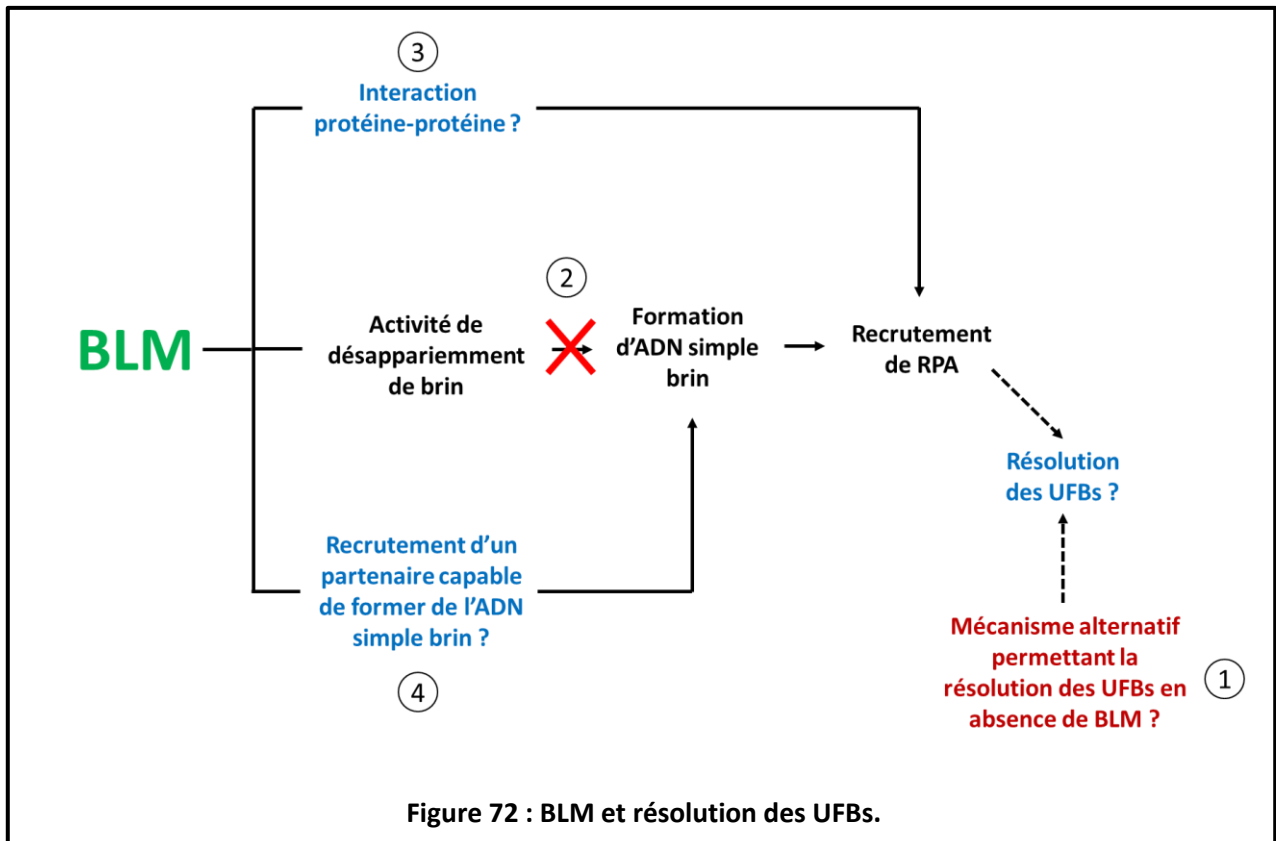 3
Interaction
protéine-protéine ?
2
BLM
Activité de
désappariemment
de brin
Formation
d'ADN simple
brin
Recrutement
de RPA
Résolution
des UFBs ?
Recrutement d'un
partenaire capable
de former de l'ADN
simple brin ?
4
Mécanisme alternatif
permettant la
résolution des UFBs en
absence de BLM ?
1
Figure 72 : BLM et résolution des UFBs.